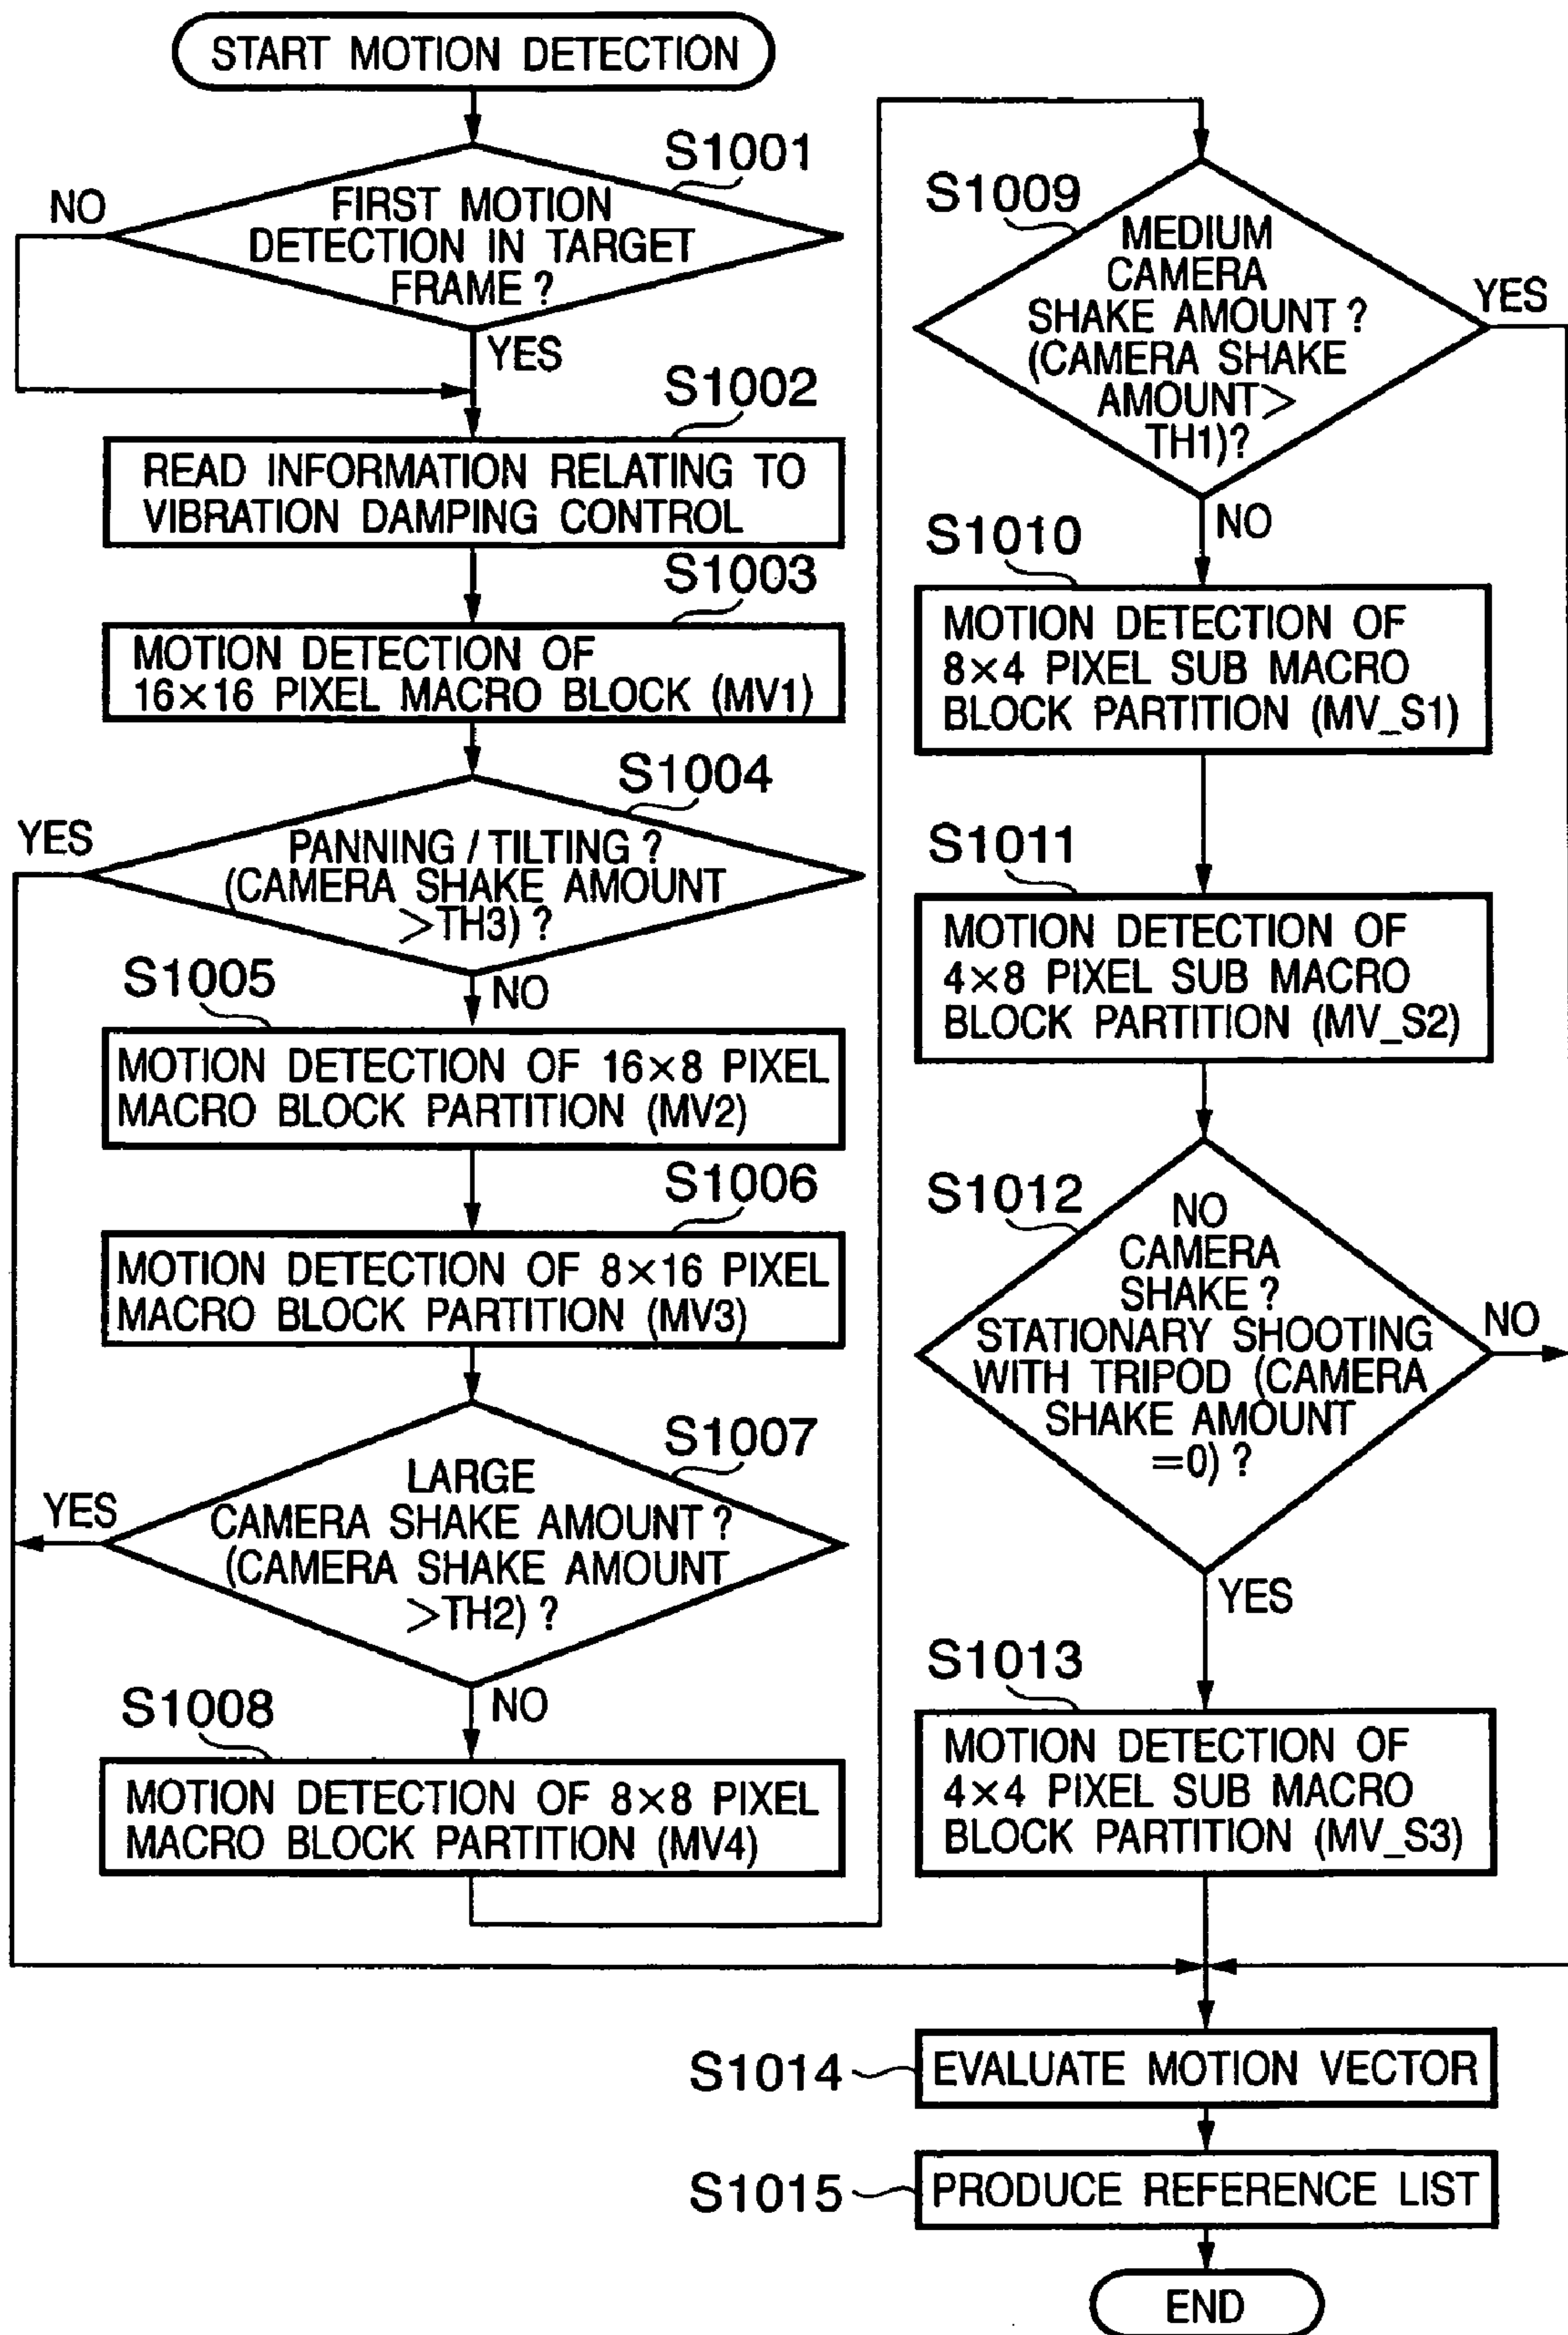 START MOTION DETECTION
S1001
NO
FIRST MOTION
DETECTION IN TARGET
FRAME ?
YES
S1002
READ INFORMATION RELATING TO
VIBRATION DAMPING CONTROL
S1003
MOTION DETECTION OF
16×16 PIXEL MACRO BLOCK (MV1)
S1004
YES
PANNING / TILTING ?
(CAMERA SHAKE AMOUNT
>TH3) ?
NO
S1005
MOTION DETECTION OF 16×8 PIXEL
MACRO BLOCK PARTITION (MV2)
S1006
MOTION DETECTION OF 8×16 PIXEL
MACRO BLOCK PARTITION (MV3)
S1007
YES
LARGE
CAMERA SHAKE AMOUNT ?
(CAMERA SHAKE AMOUNT
>TH2) ?
NO
S1008
MOTION DETECTION OF 8×8 PIXEL
MACRO BLOCK PARTITION (MV4)
S1009
MEDIUM
CAMERA
SHAKE AMOUNT ?
(CAMERA SHAKE
AMOUNT>
TH1)?
YES
NO
S1010
MOTION DETECTION OF
8×4 PIXEL SUB MACRO
BLOCK PARTITION (MV_S1)
S1011
MOTION DETECTION OF
4×8 PIXEL SUB MACRO
BLOCK PARTITION (MV_S2)
S1012
NO
CAMERA
SHAKE ?
STATIONARY SHOOTING
WITH TRIPOD (CAMERA
SHAKE AMOUNT
=0) ?
NO
YES
S1013
MOTION DETECTION OF
4×4 PIXEL SUB MACRO
BLOCK PARTITION (MV_S3)
S1014
EVALUATE MOTION VECTOR
S1015
PRODUCE REFERENCE LIST
END